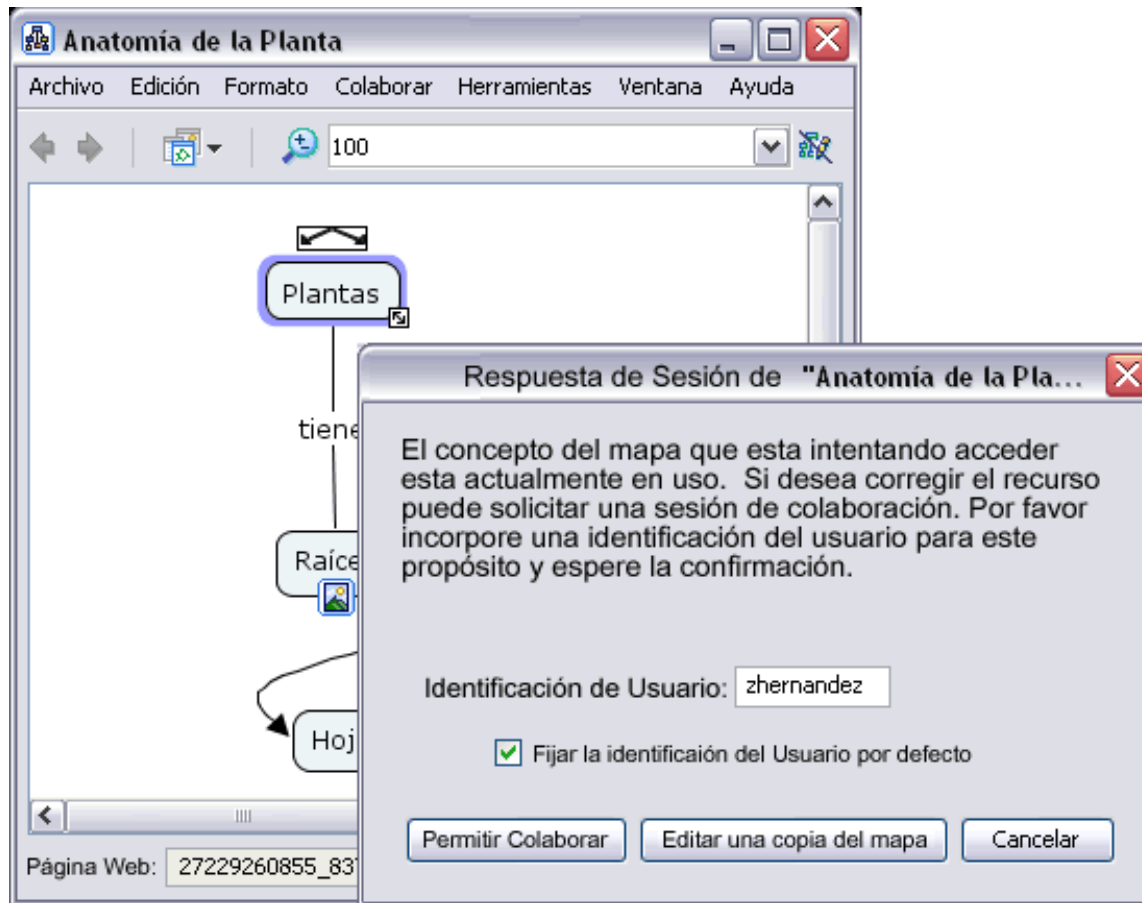 Anatomía de la Planta
Archivo Edición Formato Colaborar Herramientas Ventana Ayuda
100
Plantas
tiene
Raíce
Hoj
Página Web: 27229260855_837
Respuesta de Sesión de "Anatomía de la Pla...
El concepto del mapa que esta intentando acceder
esta actualmente en uso. Si desea corregir el recurso
puede solicitar una sesión de colaboración. Por favor
incorpore una identificación del usuario para este
propósito y espere la confirmación.
Identificación de Usuario: zhernandez
Fijar la identificaión del Usuario por defecto
Permitir Colaborar Editar una copia del mapa Cancelar